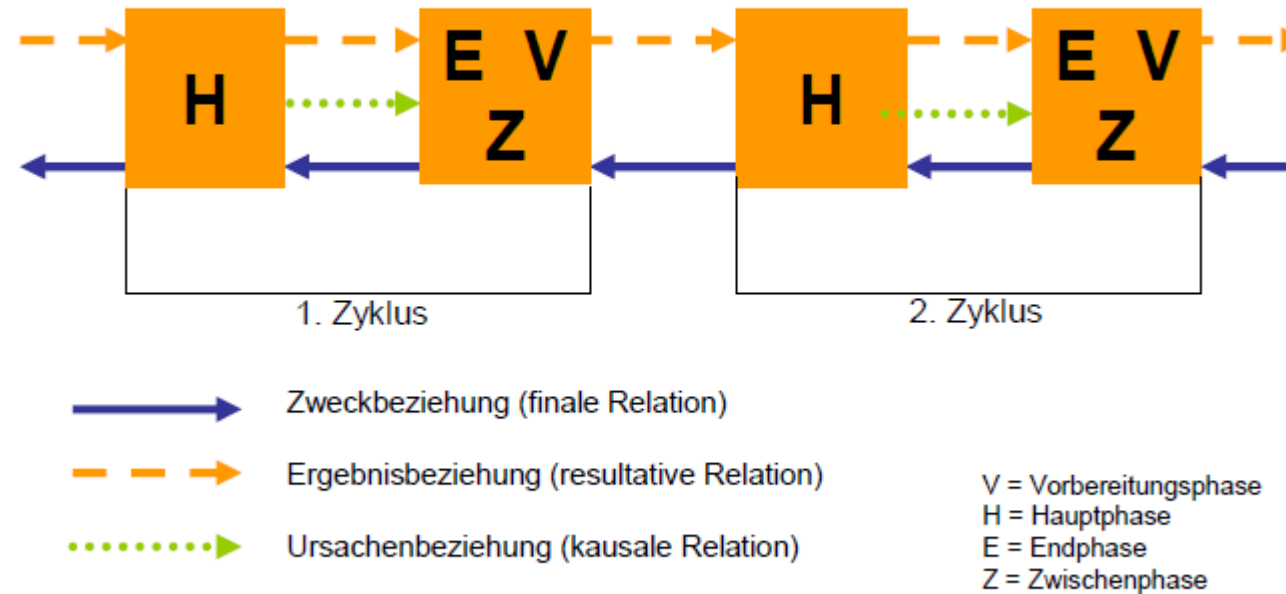 H
E V
Z
H
E V
Z
1. Zyklus
2. Zyklus
Zweckbeziehung (finale Relation)
Ergebnisbeziehung (resultative Relation)
Ursachenbeziehung (kausale Relation)
V = Vorbereitungsphase
H = Hauptphase
E = Endphase
Z = Zwischenphase